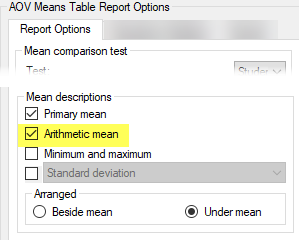 AOV Means Table Report Options
Report Options
Mean comparison test
Test:
Mean descriptions
Primary mean
Arithmetic mean
Minimum and maximum
Standard deviation
Arranged
Beside mean
Under mean